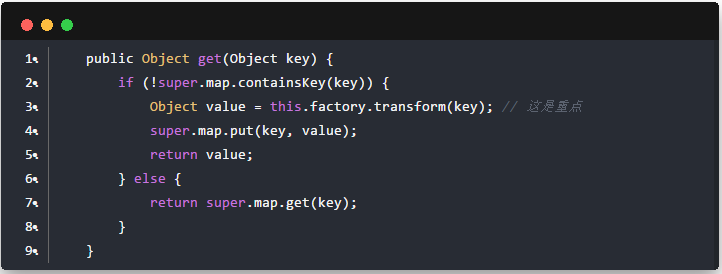 1 public Object get(Object key) {
2 if (!super.map.containsKey(key)) {
3 Object value = this.factory.transform(key); // 这是重点
4 super.map.put(key, value);
5 return value;
6 } else {
7 return super.map.get(key);
8 }
9 }